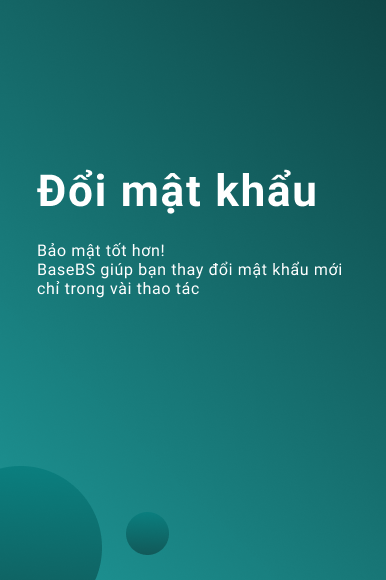 Đổi mật khẩu
Bảo mật tốt hơn!
BaseBS giúp bạn thay đổi mật khẩu mới
chỉ trong vài thao tác